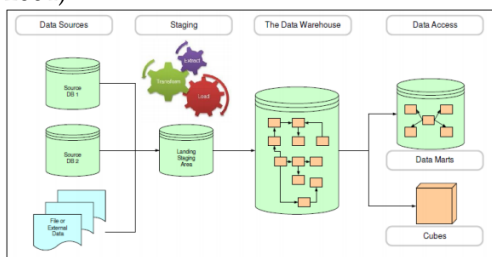 Data Sources
Staging
The Data Warehouse
Data Access
Source
DB 1
Extract
Transform
Load
Source
DB 2
Landing
Staging
Area
Data Marts
File or
External
Data
Cubes